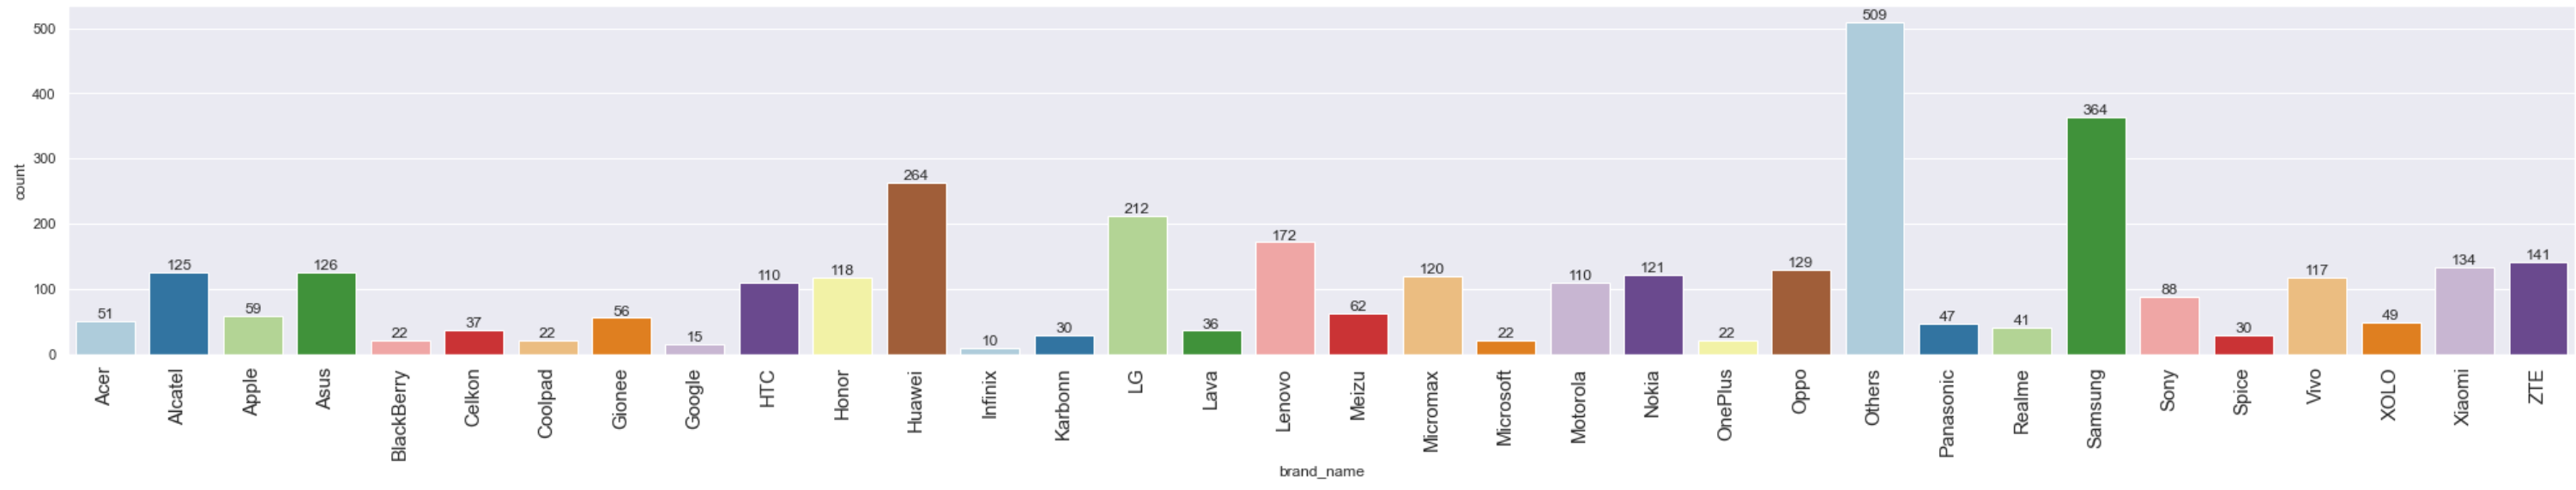 500
400
300
200
100
0
count
51
125
59
126
22
37
22
56
15
110
118
264
10
30
212
36
172
62
120
22
110
121
22
129
509
47
41
364
88
30
117
49
134
141
Acer
Alcatel
Apple
Asus
BlackBerry
Celkon
Coolpad
Gionee
Google
HTC
Honor
Huawei
Infinix
Karbonn
LG
Lava
Lenovo
Meizu
Micromax
Microsoft
Motorola
Nokia
OnePlus
Oppo
Others
Panasonic
Realme
Samsung
Sony
Spice
Vivo
XOLO
Xiaomi
ZTE
brand_name